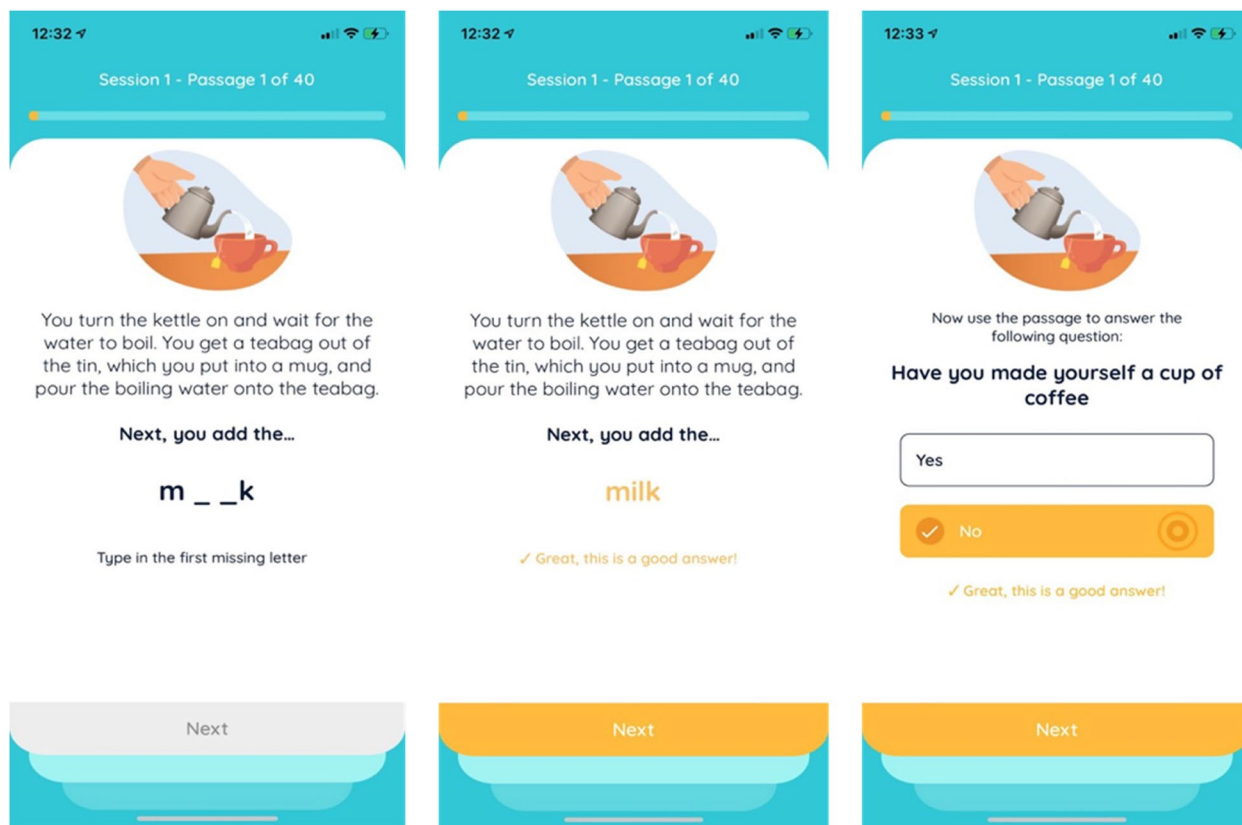 12:32
Session 1 - Passage 1 of 40
You turn the kettle on and wait for the
water to boil. You get a teabag out of
the tin, which you put into a mug, and
pour the boiling water onto the teabag.
Next, you add the...
m _ _k
Type in the first missing letter
Next
12:32
Session 1 - Passage 1 of 40
You turn the kettle on and wait for the
water to boil. You get a teabag out of
the tin, which you put into a mug, and
pour the boiling water onto the teabag.
Next, you add the...
milk
✓ Great, this is a good answer!
Next
12:33
Session 1 - Passage 1 of 40
Now use the passage to answer the
following question:
Have you made yourself a cup of
coffee
Yes
No
✓ Great, this is a good answer!
Next